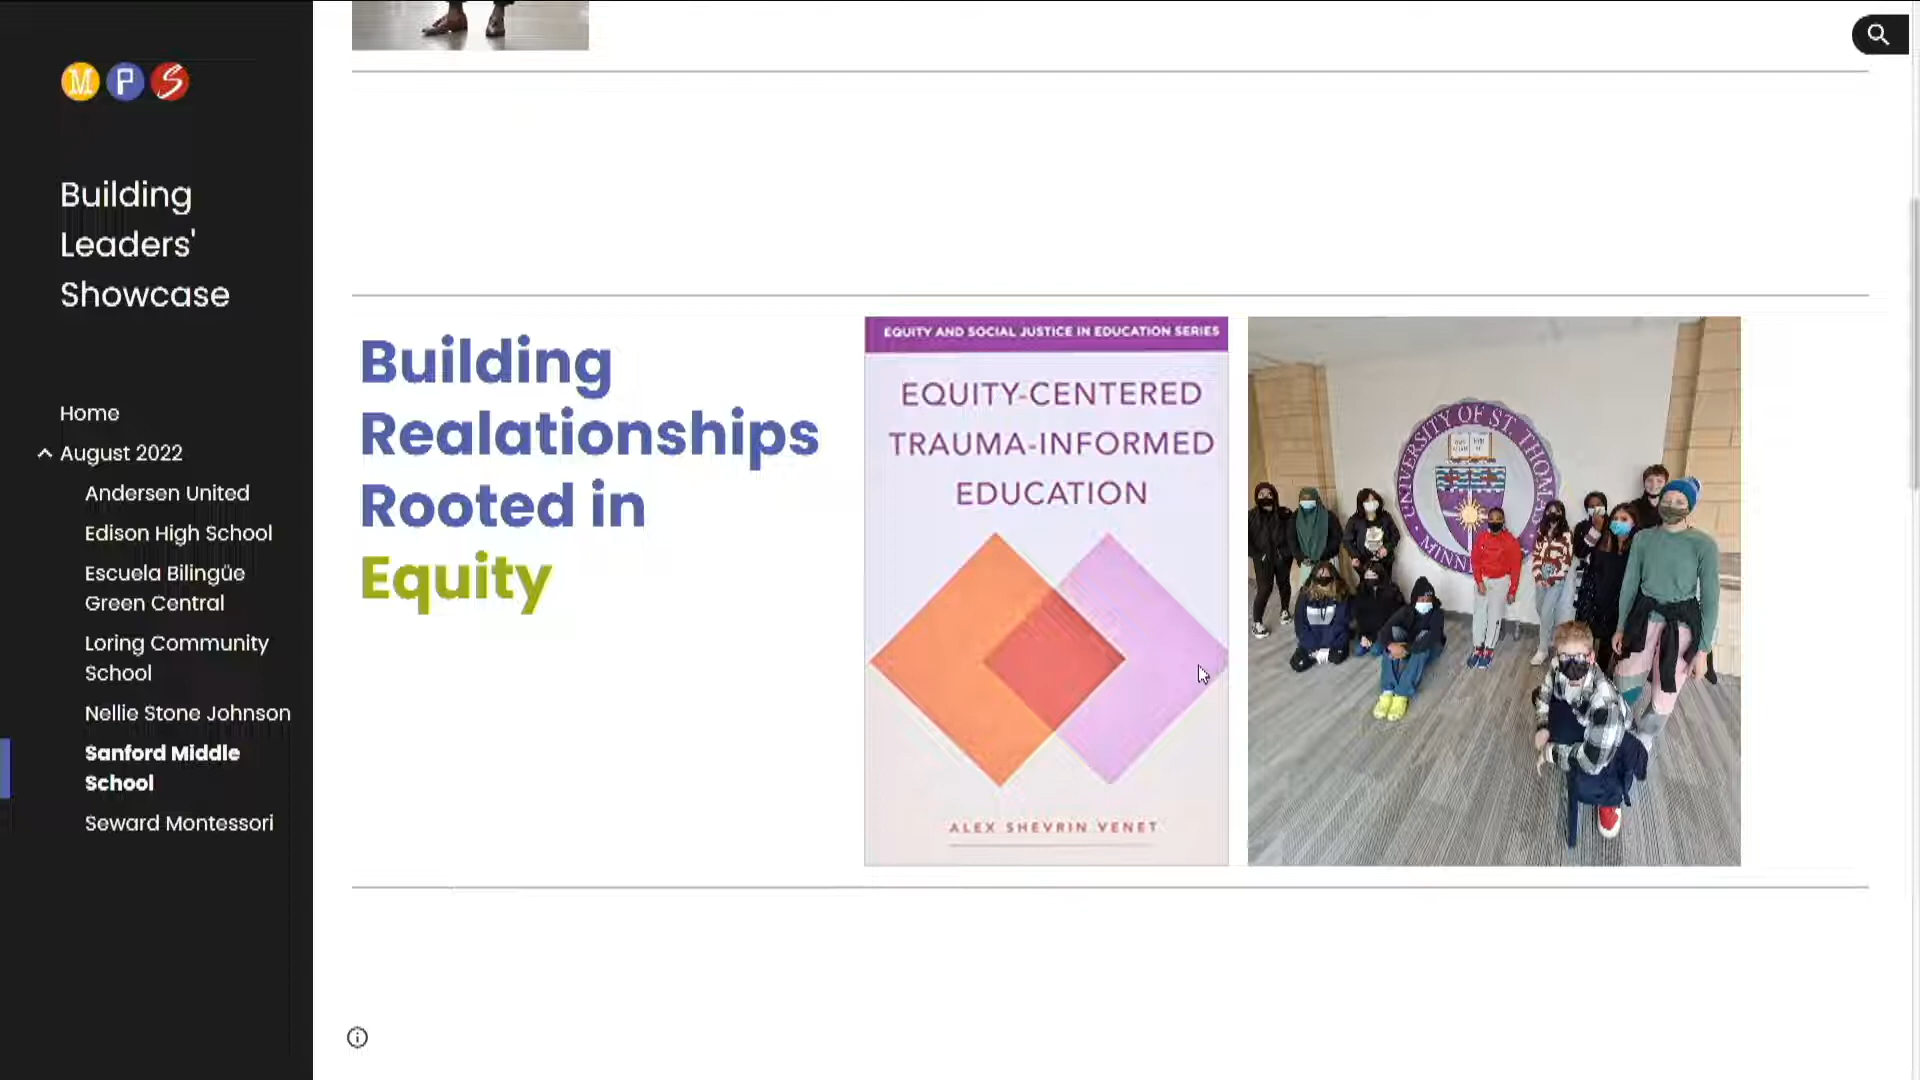 M P S
Building
Leaders'
Showcase
Home
August 2022
Andersen United
Edison High School
Escuela Bilingüe
Green Central
Loring Community
School
Nellie Stone Johnson
Sanford Middle
School
Seward Montessori
Building
Realationships
Rooted in
Equity
EQUITY AND SOCIAL JUSTICE IN EDUCATION SERIES
EQUITY-CENTERED
TRAUMA-INFORMED
EDUCATION
ALEX SHEVRIN VENET
UNIVERSITY OF ST. THOMAS